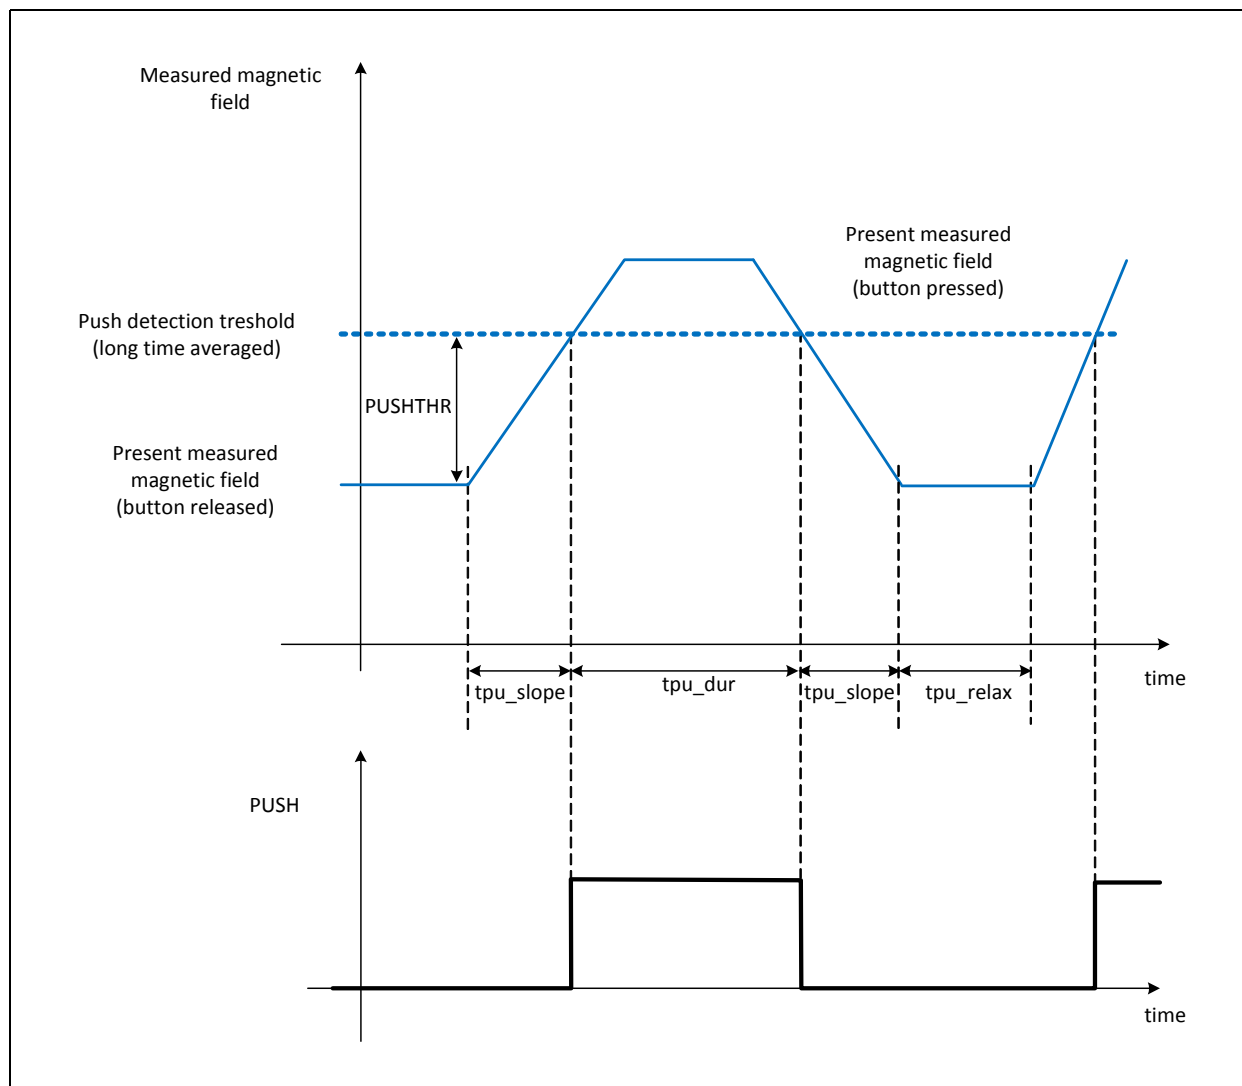 Measured magnetic
field
Present measured
magnetic field
(button pressed)
Push detection treshold
(long time averaged)
PUSHTHR
Present measured
magnetic field
(button released)
tpu_slope
tpu_dur
tpu_slope
tpu_relax
time
PUSH
time